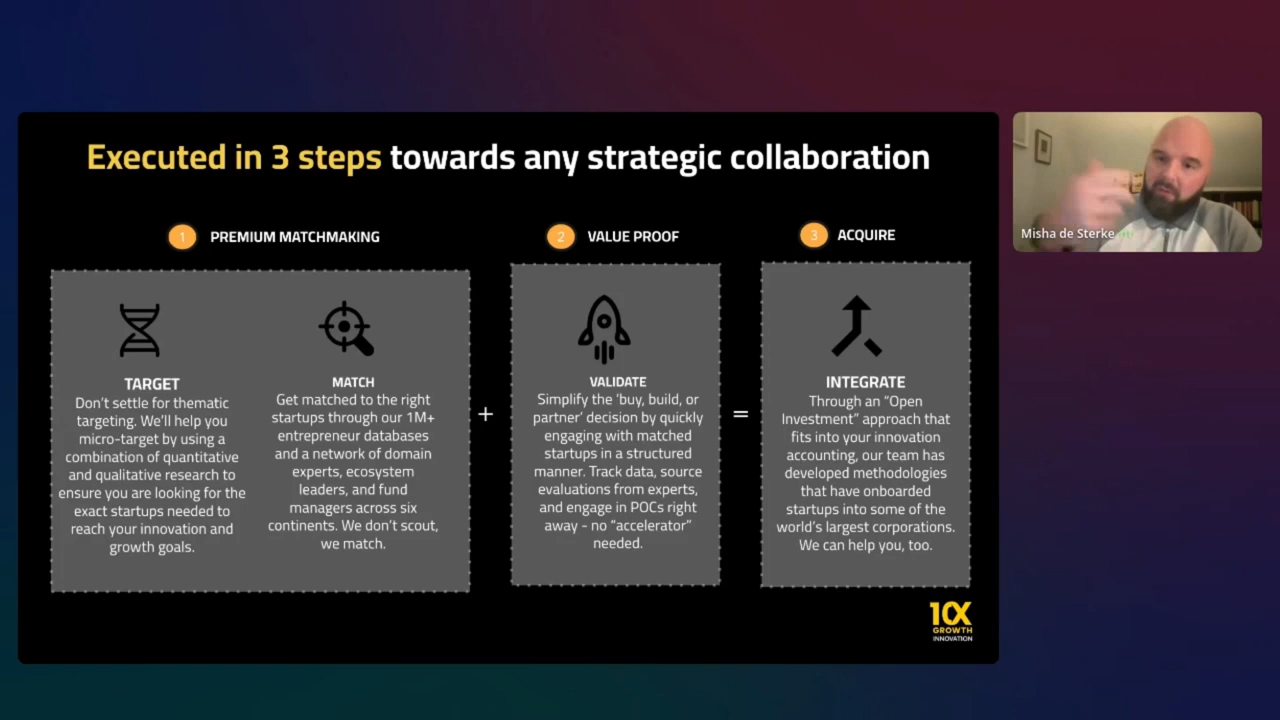 Executed in 3 steps towards any strategic collaboration
1 PREMIUM MATCHMAKING
2 VALUE PROOF
3 ACQUIRE
TARGET
Don’t settle for thematic
targeting. We’ll help you
micro-target by using a
combination of quantitative
and qualitative research to
ensure you are looking for the
exact startups needed to
reach your innovation and
growth goals.
MATCH
Get matched to the right
startups through our 1M+
entrepreneur databases
and a network of domain
experts, ecosystem
leaders, and fund
managers across six
continents. We don’t scout,
we match.
+
VALIDATE
Simplify the ‘buy, build, or
partner’ decision by quickly
engaging with matched
startups in a structured
manner. Track data, source
evaluations from experts,
and engage in POCs right
away - no “accelerator”
needed.
=
INTEGRATE
Through an “Open
Investment” approach that
fits into your innovation
accounting, our team has
developed methodologies
that have onboarded
startups into some of the
world’s largest corporations.
We can help you, too.
10X
GROWTH
INNOVATION
Misha de Sterke